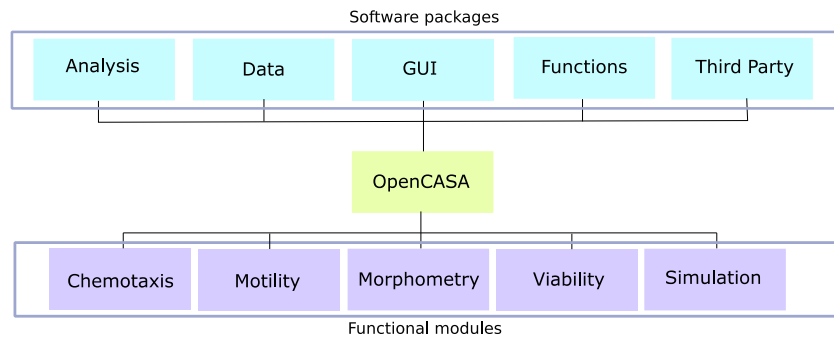 Software packages
Analysis
Data
GUI
Functions
Third Party
OpenCASA
Chemotaxis
Motility
Morphometry
Viability
Simulation
Functional modules